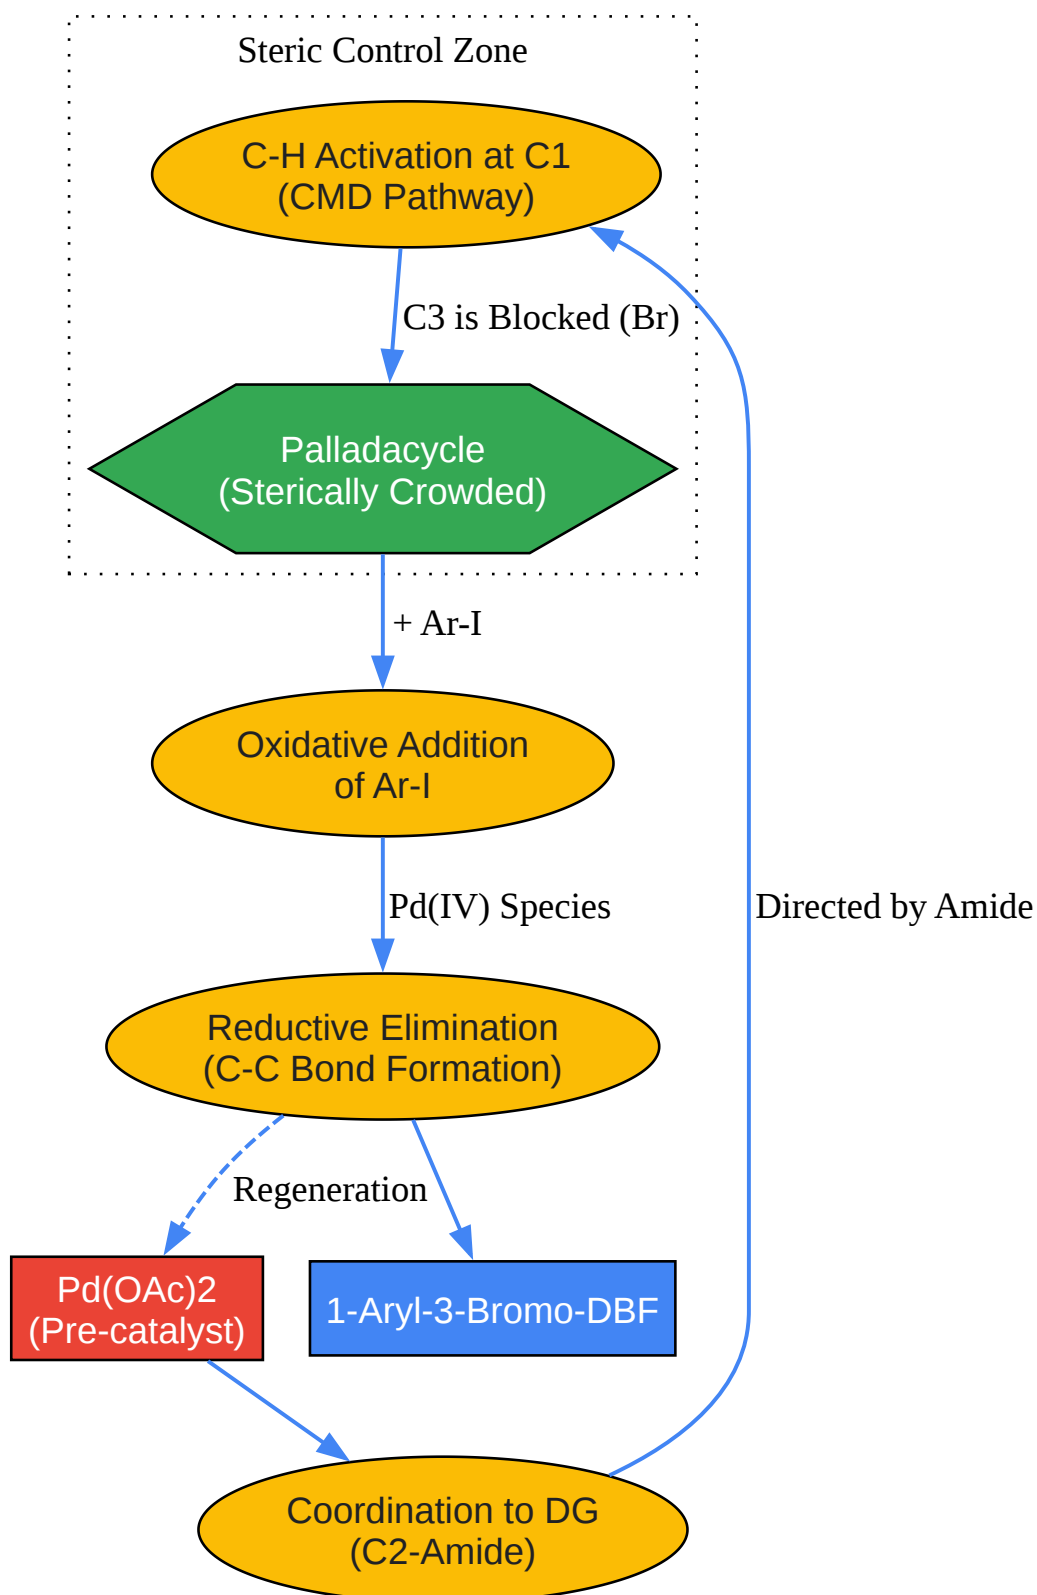 Steric Control Zone
C-H Activation at C1
(CMD Pathway)
C3 is Blocked (Br)
Palladacycle
(Sterically Crowded)
+ Ar-I
Oxidative Addition
of Ar-I
Pd(IV) Species
Directed by Amide
Reductive Elimination
(C-C Bond Formation)
Regeneration
Pd(OAc)2
(Pre-catalyst)
1-Aryl-3-Bromo-DBF
Coordination to DG
(C2-Amide)